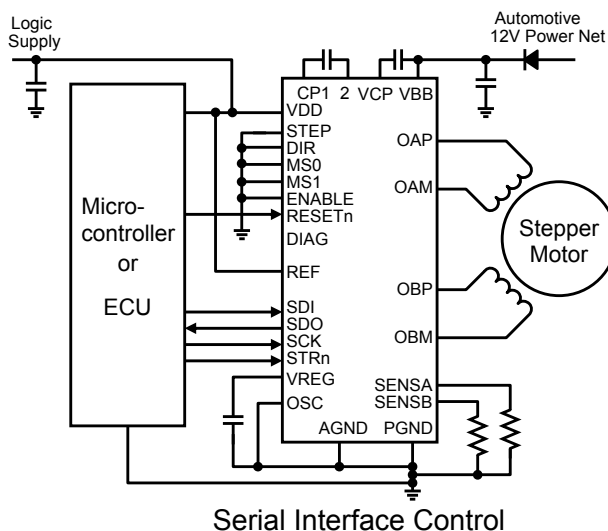 Logic
Supply
Automotive
12V Power Net
CP1 2 VCP VBB
VDD
STEP
DIR
MS0
MS1
ENABLE
RESETn
DIAG
REF
SDI
SDO
SCK
STRn
VREG
OSC
AGND PGND
OAP
OAM
OBP
OBM
SENSA
SENSB
Micro-
controller
or
ECU
Stepper
Motor
Serial Interface Control